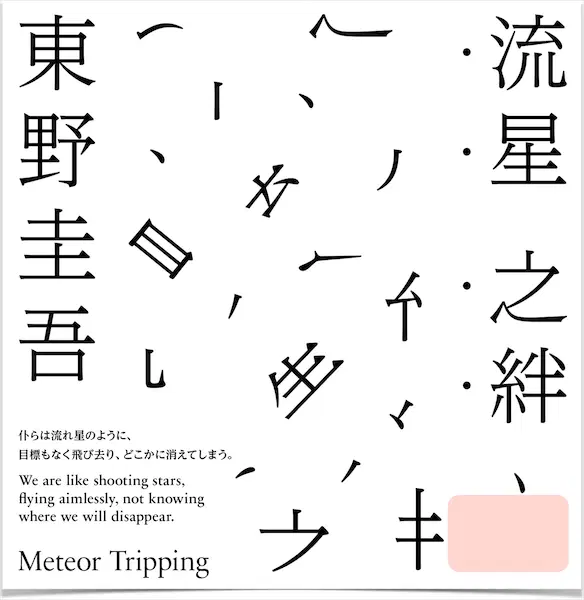 流星之絆
東野圭吾
仆らは流れ星のように、
目標もなく飛び去り、どこかに消えてしまう。
We are like shooting stars,
flying aimlessly, not knowing
where we will disappear.
Meteor Tripping